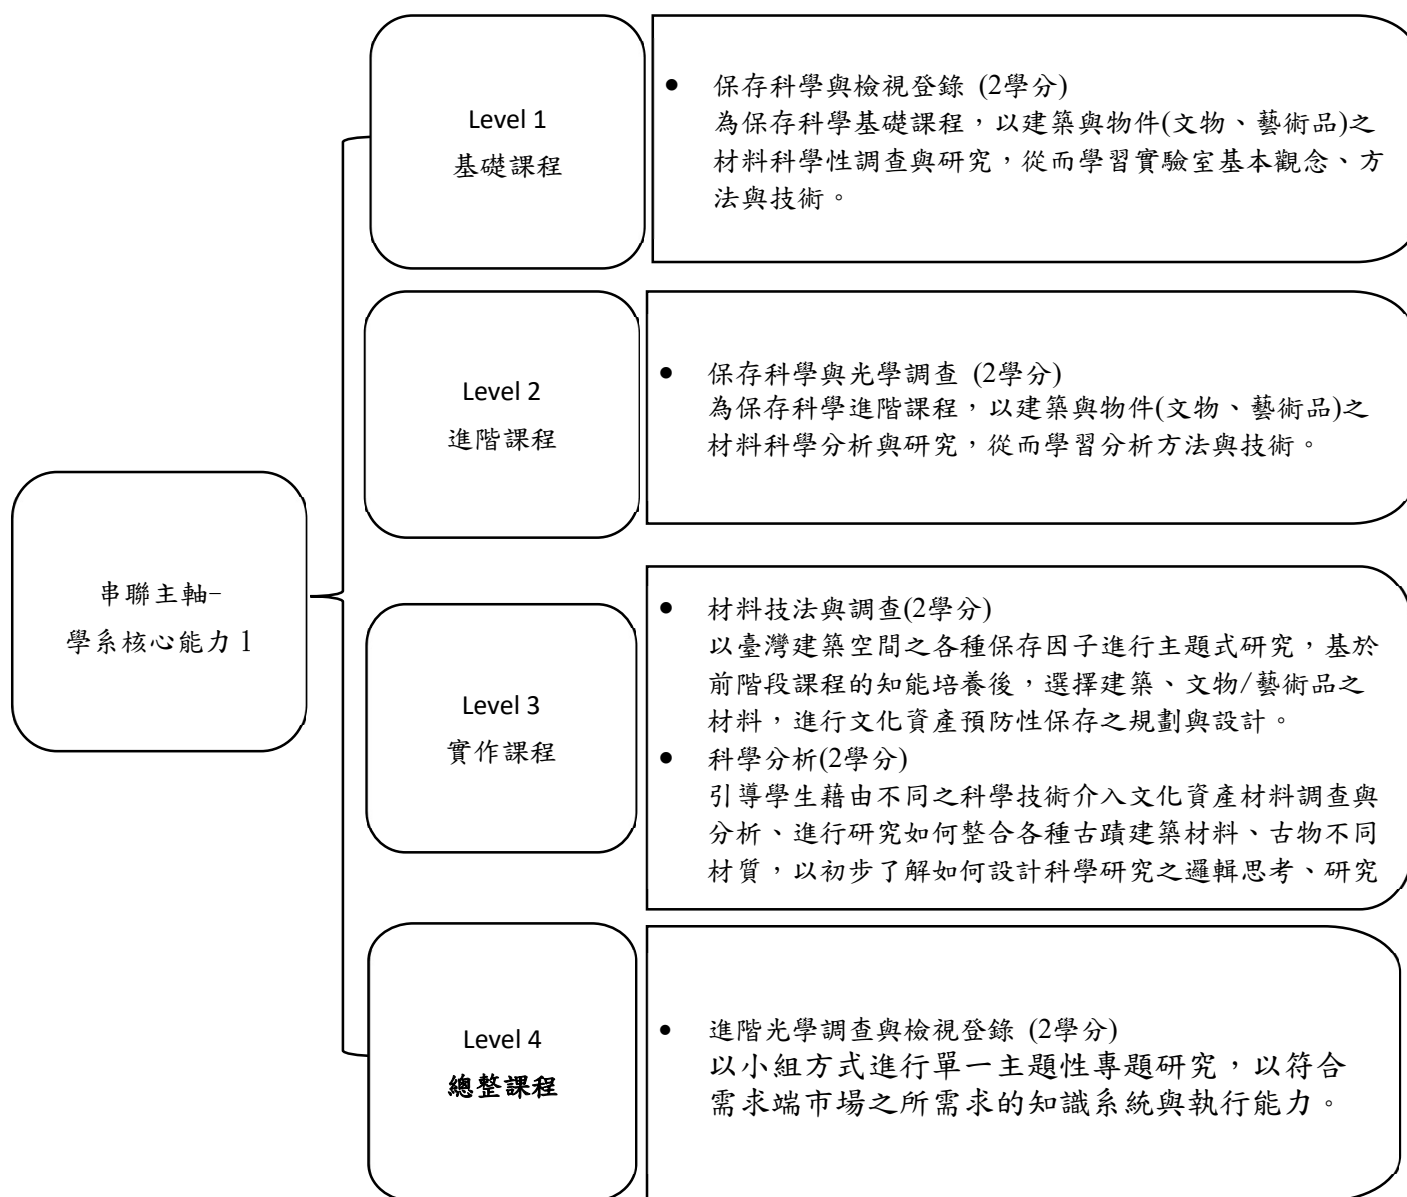 Level 1
基礎課程
• 保存科學與檢視登錄 (2學分)
為保存科學基礎課程，以建築與物件(文物、藝術品)之
材料科學性調查與研究，從而學習實驗室基本觀念、方
法與技術。
Level 2
進階課程
• 保存科學與光學調查 (2學分)
為保存科學進階課程，以建築與物件(文物、藝術品)之
材料科學分析與研究，從而學習分析方法與技術。
串聯主軸-
學系核心能力 1
Level 3
實作課程
• 材料技法與調查(2學分)
以臺灣建築空間之各種保存因子進行主題式研究，基於
前階段課程的知能培養後，選擇建築、文物/藝術品之
材料，進行文化資產預防性保存之規劃與設計。
• 科學分析(2學分)
引導學生藉由不同之科學技術介入文化資產材料調查與
分析、進行研究如何整合各種古蹟建築材料、古物不同
材質，以初步了解如何設計科學研究之邏輯思考、研究
Level 4
總整課程
• 進階光學調查與檢視登錄 (2學分)
以小組方式進行單一主題性專題研究，以符合
需求端市場之所需求的知識系統與執行能力。